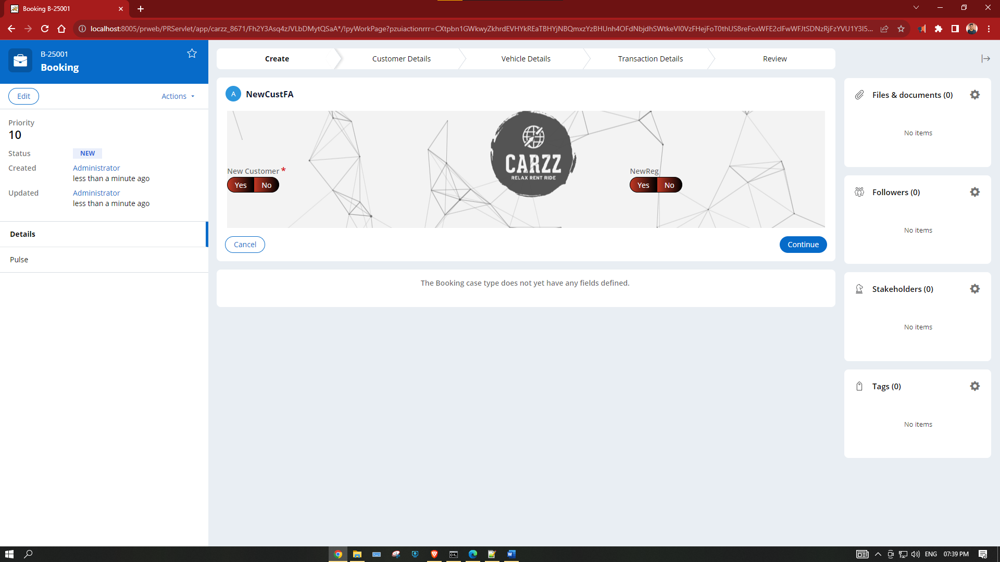 Booking B-25001
localhost:8005/prweb/PRServlet/app/carzz_8671/Fh2Y3Asq4zJVLbDMytQSaA*/!pyWorkPage?pzuiactionrrr=CXtpbn1GWkwyZkhrdEVHYkREaTBHYjNBQmxzYzBHUnh4OFdNbjdhSWtkeVI0VzFHejFoT0thUS8reFoxWFE2clFwWFJtSDNzRjFzYVU1Y3I5...
B-25001
Booking
Edit
Actions
Priority
10
Status NEW
Created Administrator
less than a minute ago
Updated Administrator
less than a minute ago
Details
Pulse
Create Customer Details Vehicle Details Transaction Details Review
A NewCustFA
CARZZ
RELAX RENT RIDE
New Customer * NewReg
Yes No Yes No
Cancel Continue
The Booking case type does not yet have any fields defined.
Files & documents (0)
No items
Followers (0)
No items
Stakeholders (0)
No items
Tags (0)
No items
ENG 07:39 PM